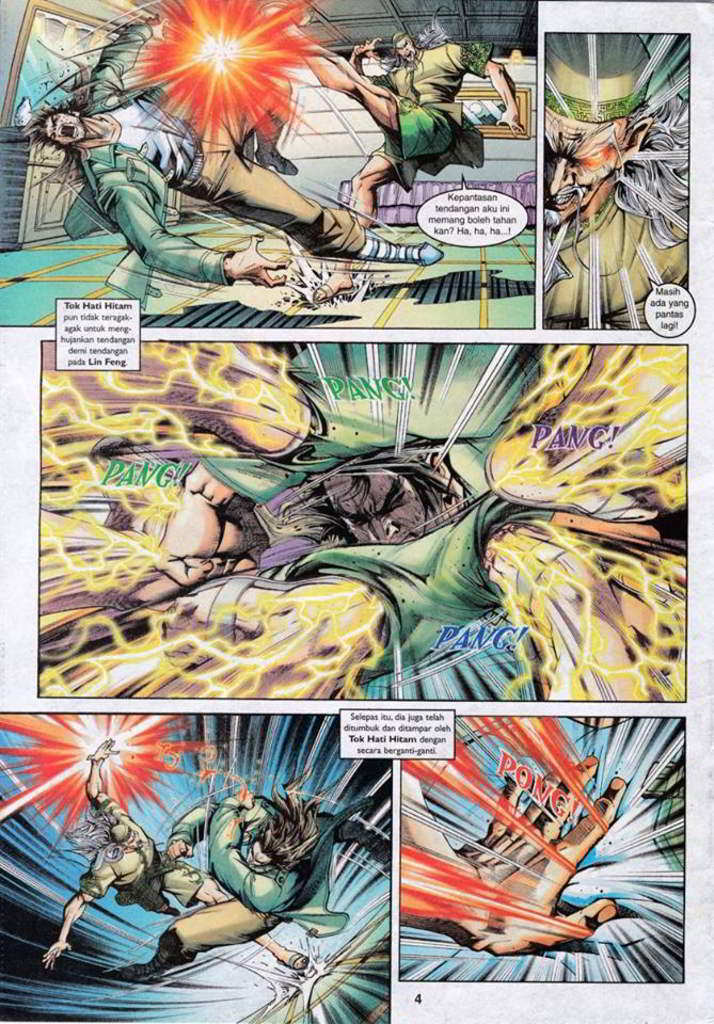 Kepantasan
tendangan aku ini
memang boleh tahan
kan? Ha, ha, ha...!
Masih
ada yang
pantas
lagi!
Tok Hati Hitam
pun tidak teragak-
agak untuk meng-
hujankan tendangan
demi tendangan
pada Lin Feng.
PANG!
PANG!
PANG!
PANG!
Selepas itu, dia juga telah
ditumbuk dan ditampar oleh
Tok Hati Hitam dengan
secara berganti-ganti.
PONG!
4